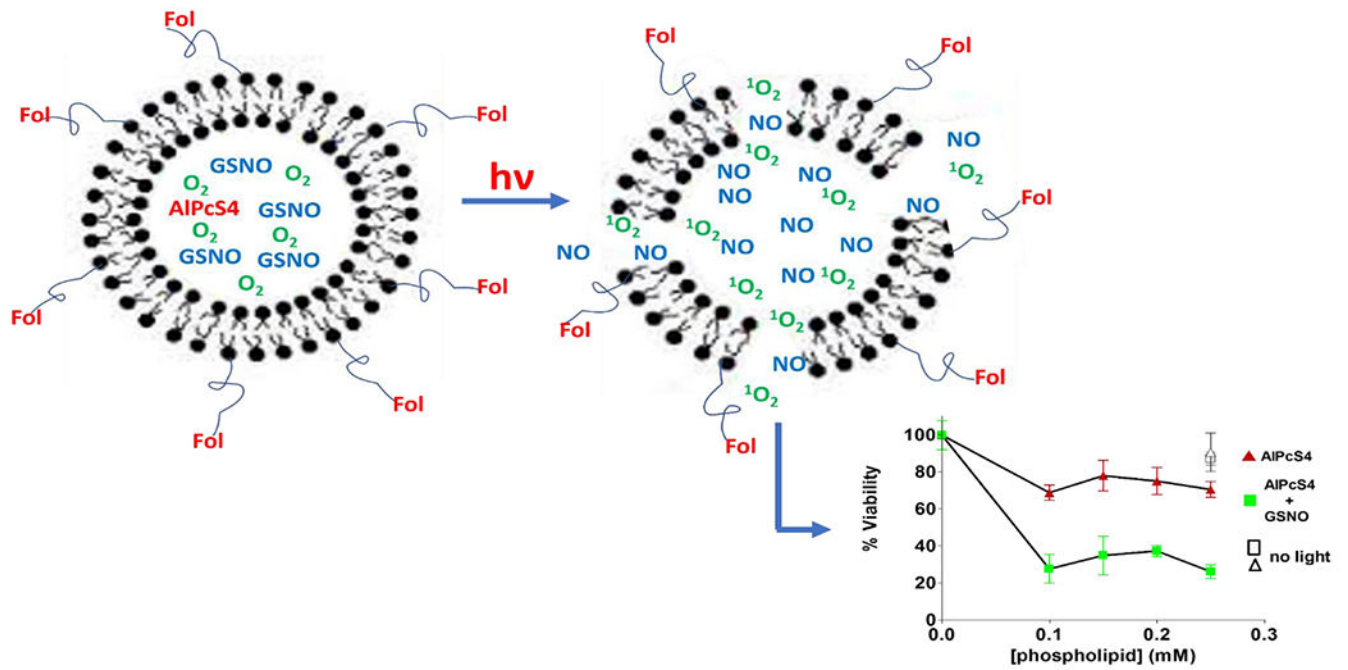 Fol
Fol
Fol
Fol
Fol
Fol
Fol
GSNO
O₂
O₂
AlPcS4
GSNO
O₂
O₂
GSNO
GSNO
O₂
hν
Fol
Fol
Fol
Fol
Fol
Fol
¹O₂
NO
NO
¹O₂
¹O₂
NO
NO
NO
¹O₂
NO
¹O₂
¹O₂
NO
NO
NO
NO
NO
NO
¹O₂
¹O₂
¹O₂
NO
¹O₂
100
80
60
40
20
0
% Viability
0.0
0.1
0.2
0.3
[phospholipid] (mM)
AlPcS4
AlPcS4
+
GSNO
no light